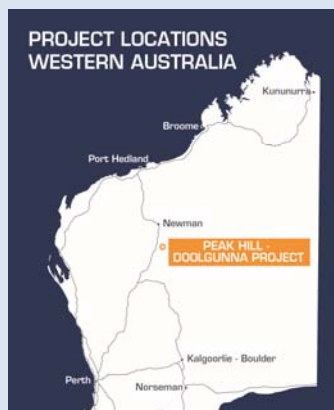 PROJECT LOCATIONS
WESTERN AUSTRALIA
Kununurra
Broome
Port Hedland
Newman
PEAK HILL -
DOOLGUNNA PROJECT
Kalgoorlie - Boulder
Perth
Norseman